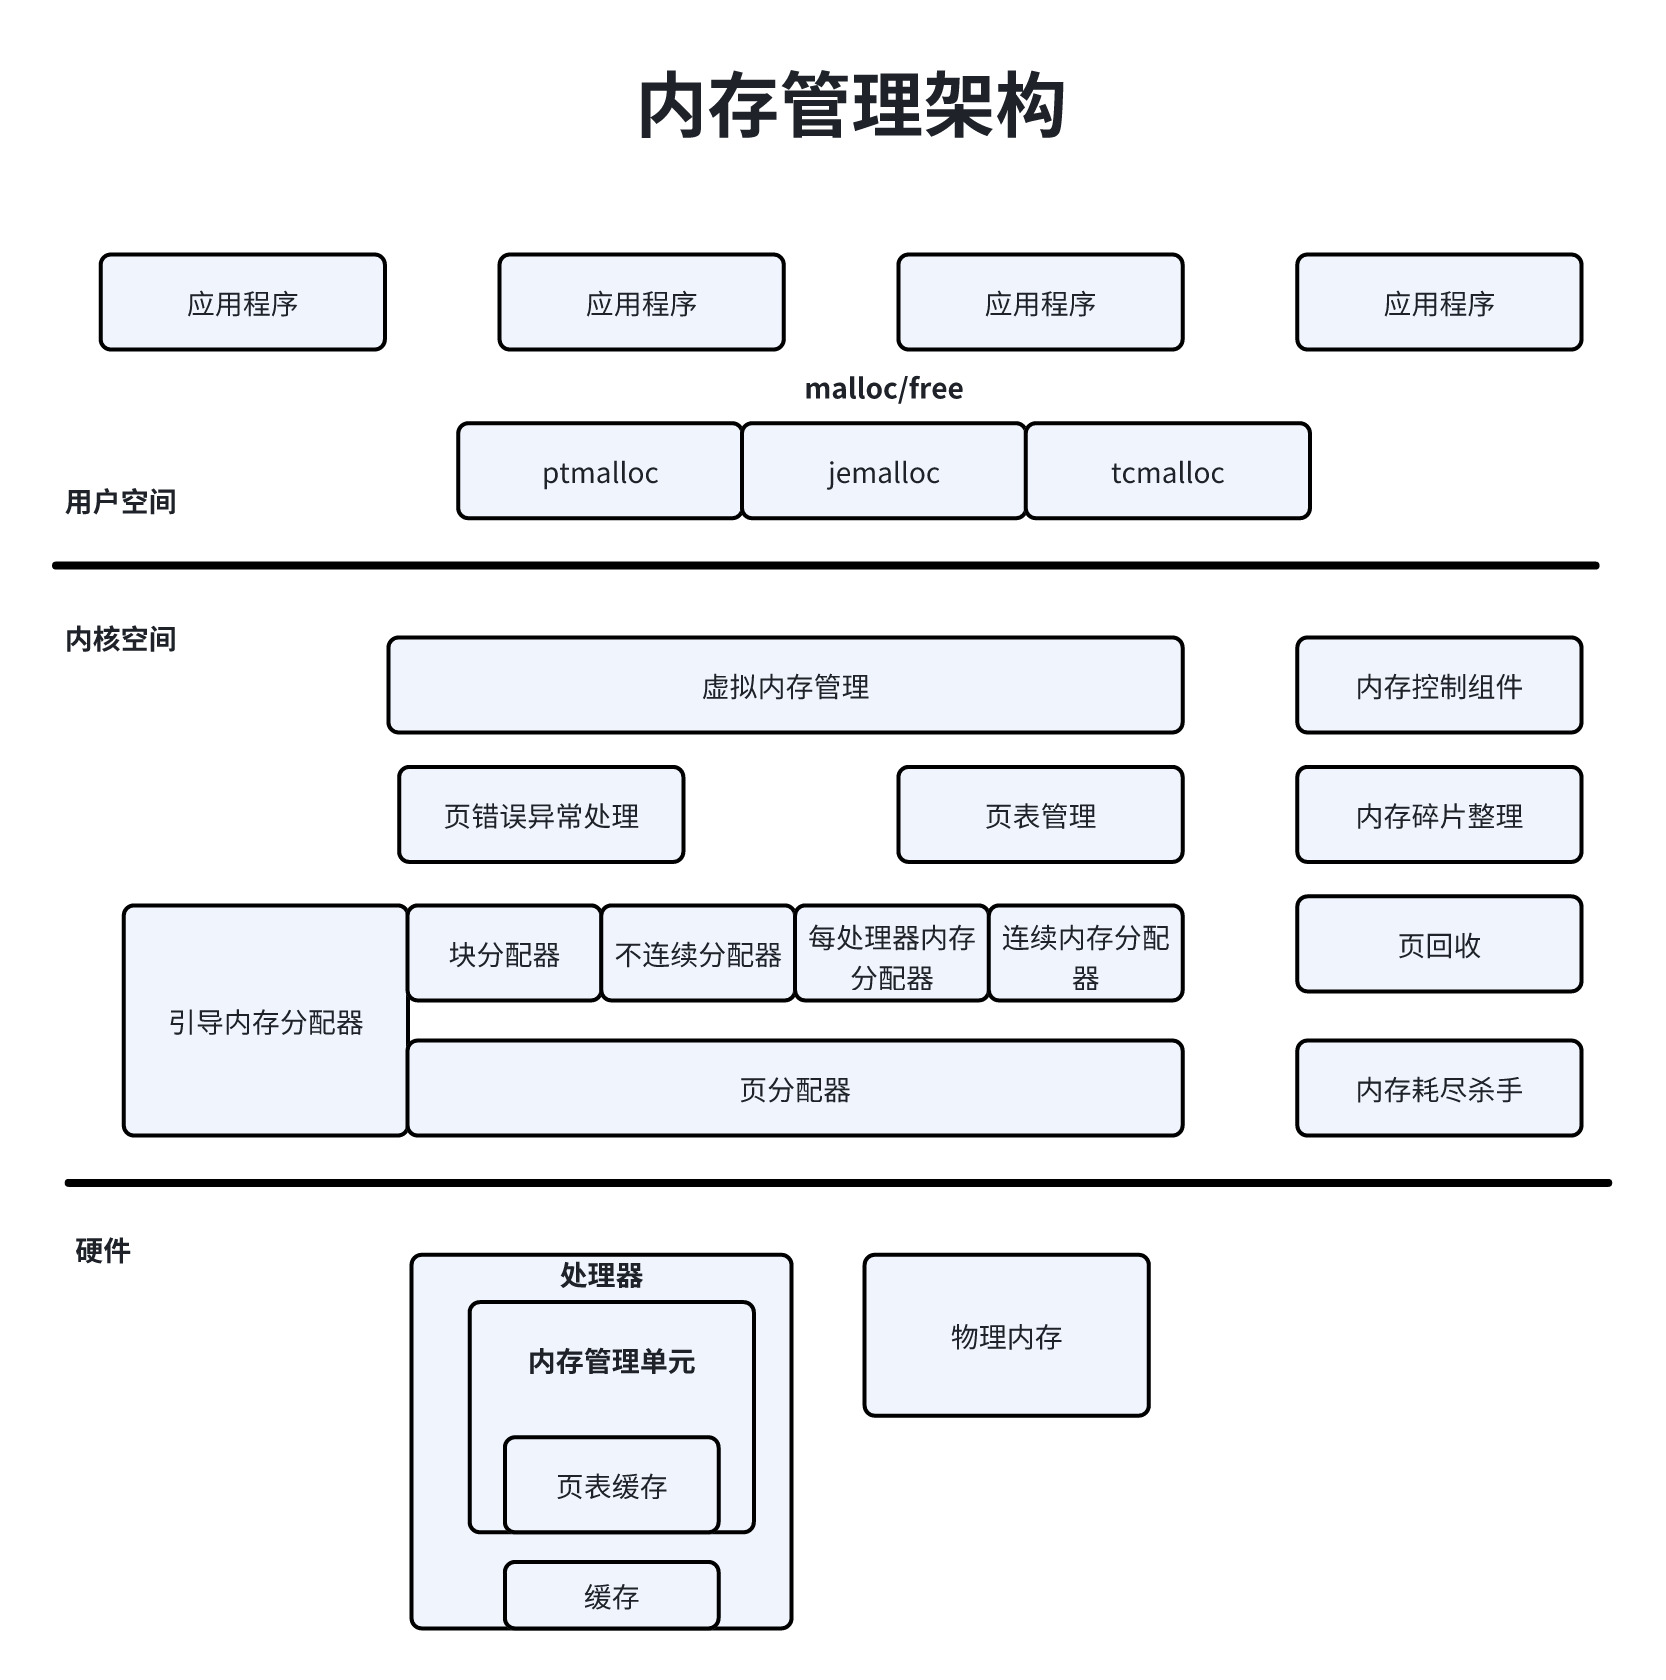 内存管理架构
应用程序
应用程序
应用程序
应用程序
malloc/free
ptmalloc
jemalloc
tcmalloc
用户空间
内核空间
虚拟内存管理
内存控制组件
页错误异常处理
页表管理
内存碎片整理
引导内存分配器
块分配器
不连续分配器
每处理器内存
分配器
连续内存分配
器
页回收
页分配器
内存耗尽杀手
硬件
处理器
内存管理单元
页表缓存
缓存
物理内存